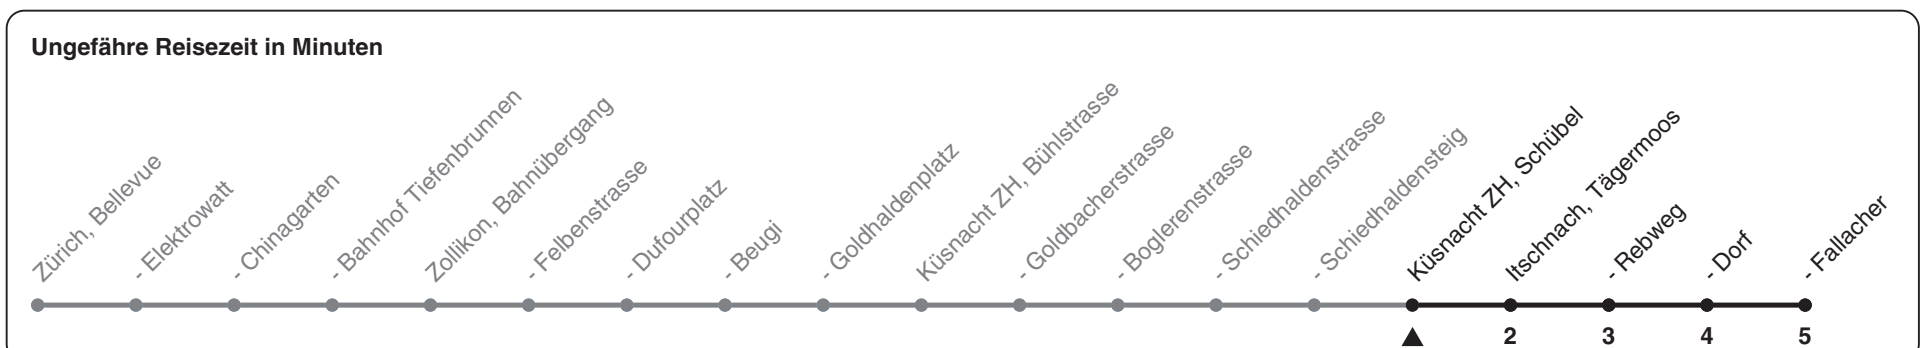 Ungefähre Reisezeit in Minuten
Zürich, Bellevue
- Elektrowatt
- Chinagarten
- Bahnhof Tiefenbrunnen
Zollikon, Bahnübergang
- Felbenstrasse
- Dufourplatz
- Beugi
- Goldhaldenplatz
Küsnacht ZH, Bühlstrasse
- Goldbacherstrasse
- Boglerenstrasse
- Schiedhaldenstrasse
- Schiedhaldensteig
Küsnacht ZH, Schübel
Itschnach, Tägermoos
- Rebweg
- Dorf
- Fallacher
2 3 4 5